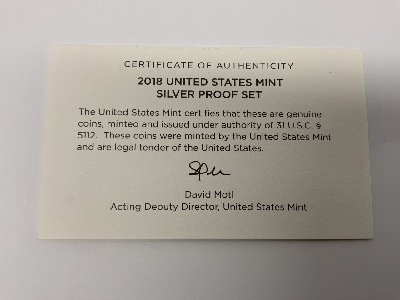 CERTIFICATE OF AUTHENTICITY
2018 UNITED STATES MINT
SILVER PROOF SET
The United States Mint certifies that these are genuine
coins, minted and issued under authority of 31 U.S.C. §
5112. These coins were minted by the United States Mint
and are legal tender of the United States.
David Motl
Acting Deputy Director, United States Mint